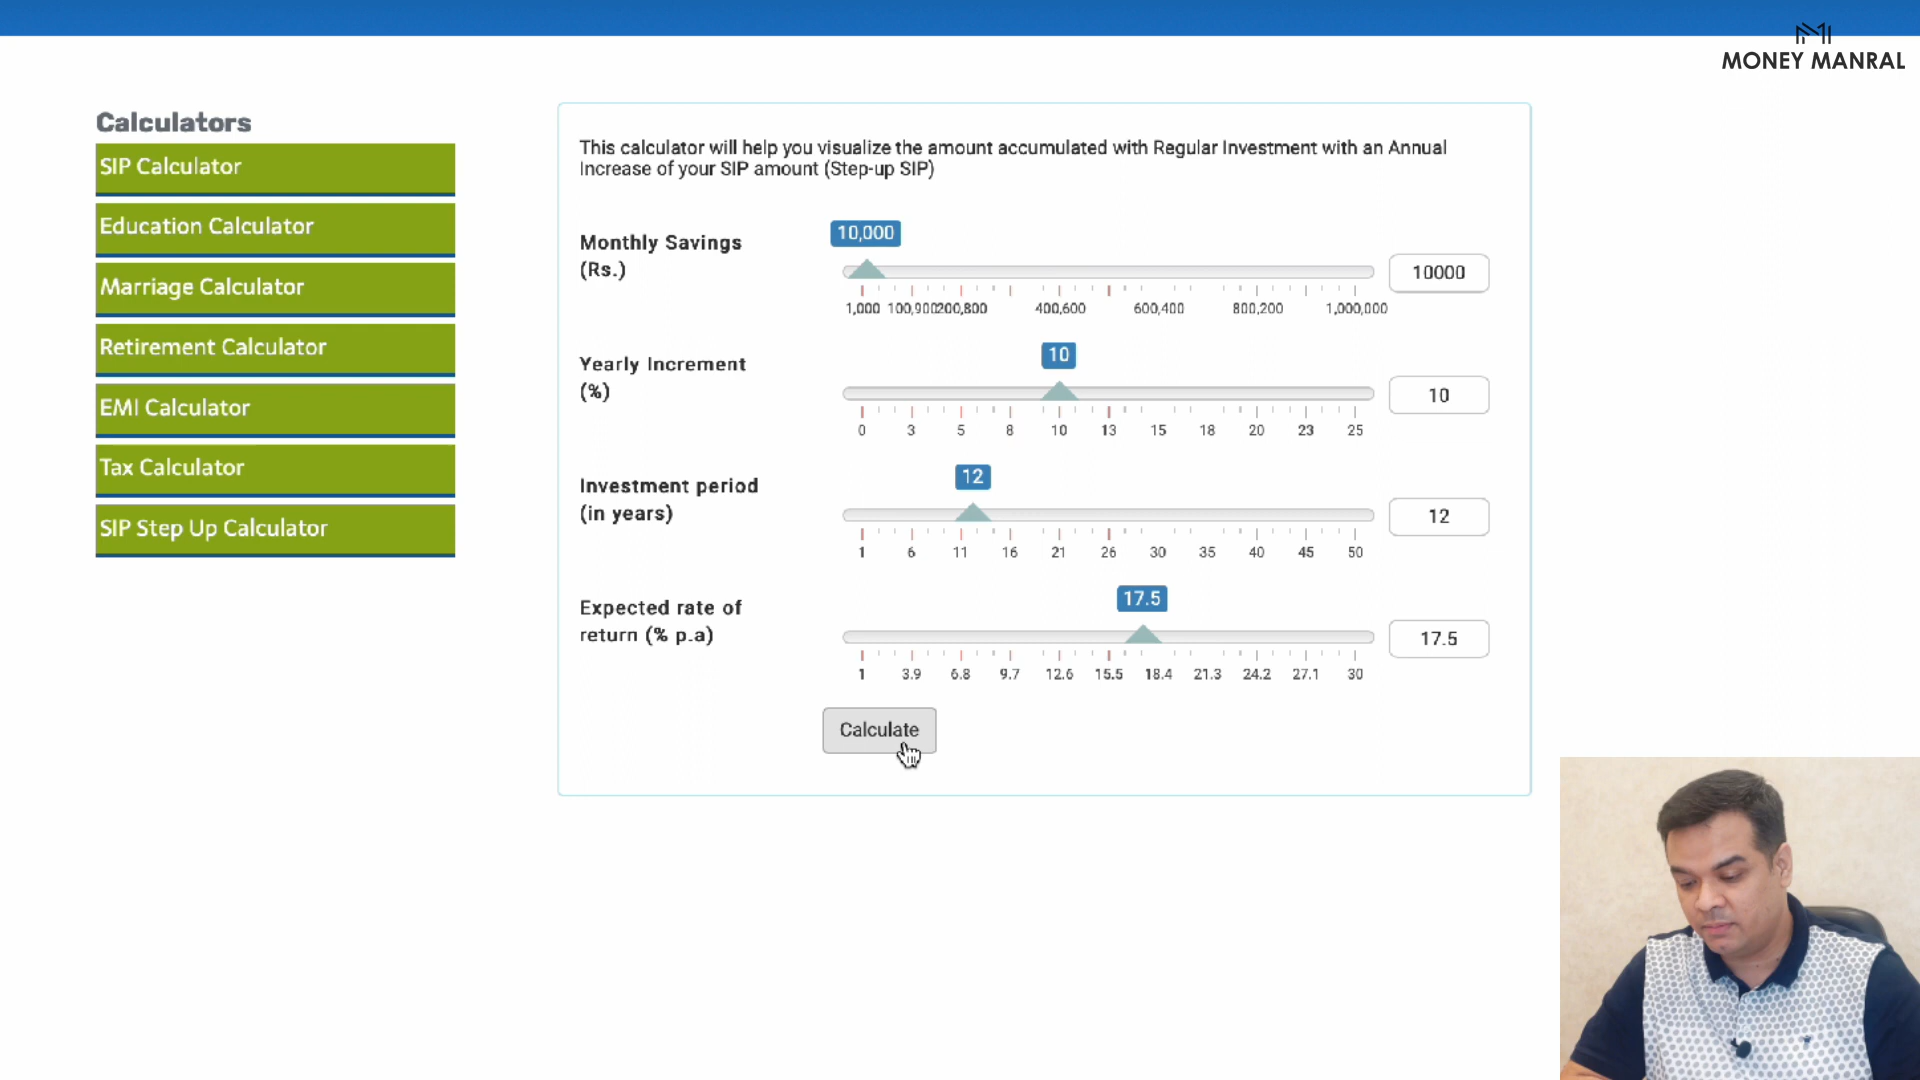 MONEY MANRAL
Calculators
SIP Calculator
Education Calculator
Marriage Calculator
Retirement Calculator
EMI Calculator
Tax Calculator
SIP Step Up Calculator
This calculator will help you visualize the amount accumulated with Regular Investment with an Annual
Increase of your SIP amount (Step-up SIP)
10,000
Monthly Savings
(Rs.)
10000
1,000 100,900 200,800 400,600 600,400 800,200 1,000,000
10
Yearly Increment
(%)
10
0 3 5 8 10 13 15 18 20 23 25
12
Investment period
(in years)
12
1 6 11 16 21 26 30 35 40 45 50
17.5
Expected rate of
return (% p.a)
17.5
1 3.9 6.8 9.7 12.6 15.5 18.4 21.3 24.2 27.1 30
Calculate